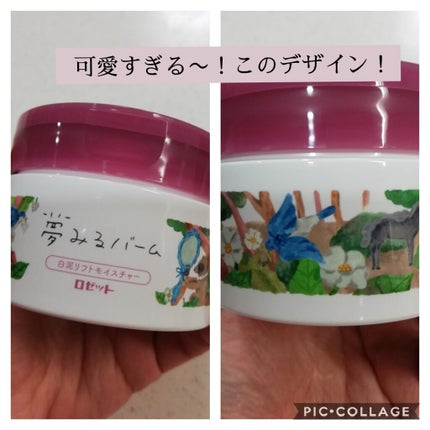 可愛すぎる〜！このデザイン！
夢みるバーム
白泥リフトモイスチャー
ロゼット
PIC•COLLAGE